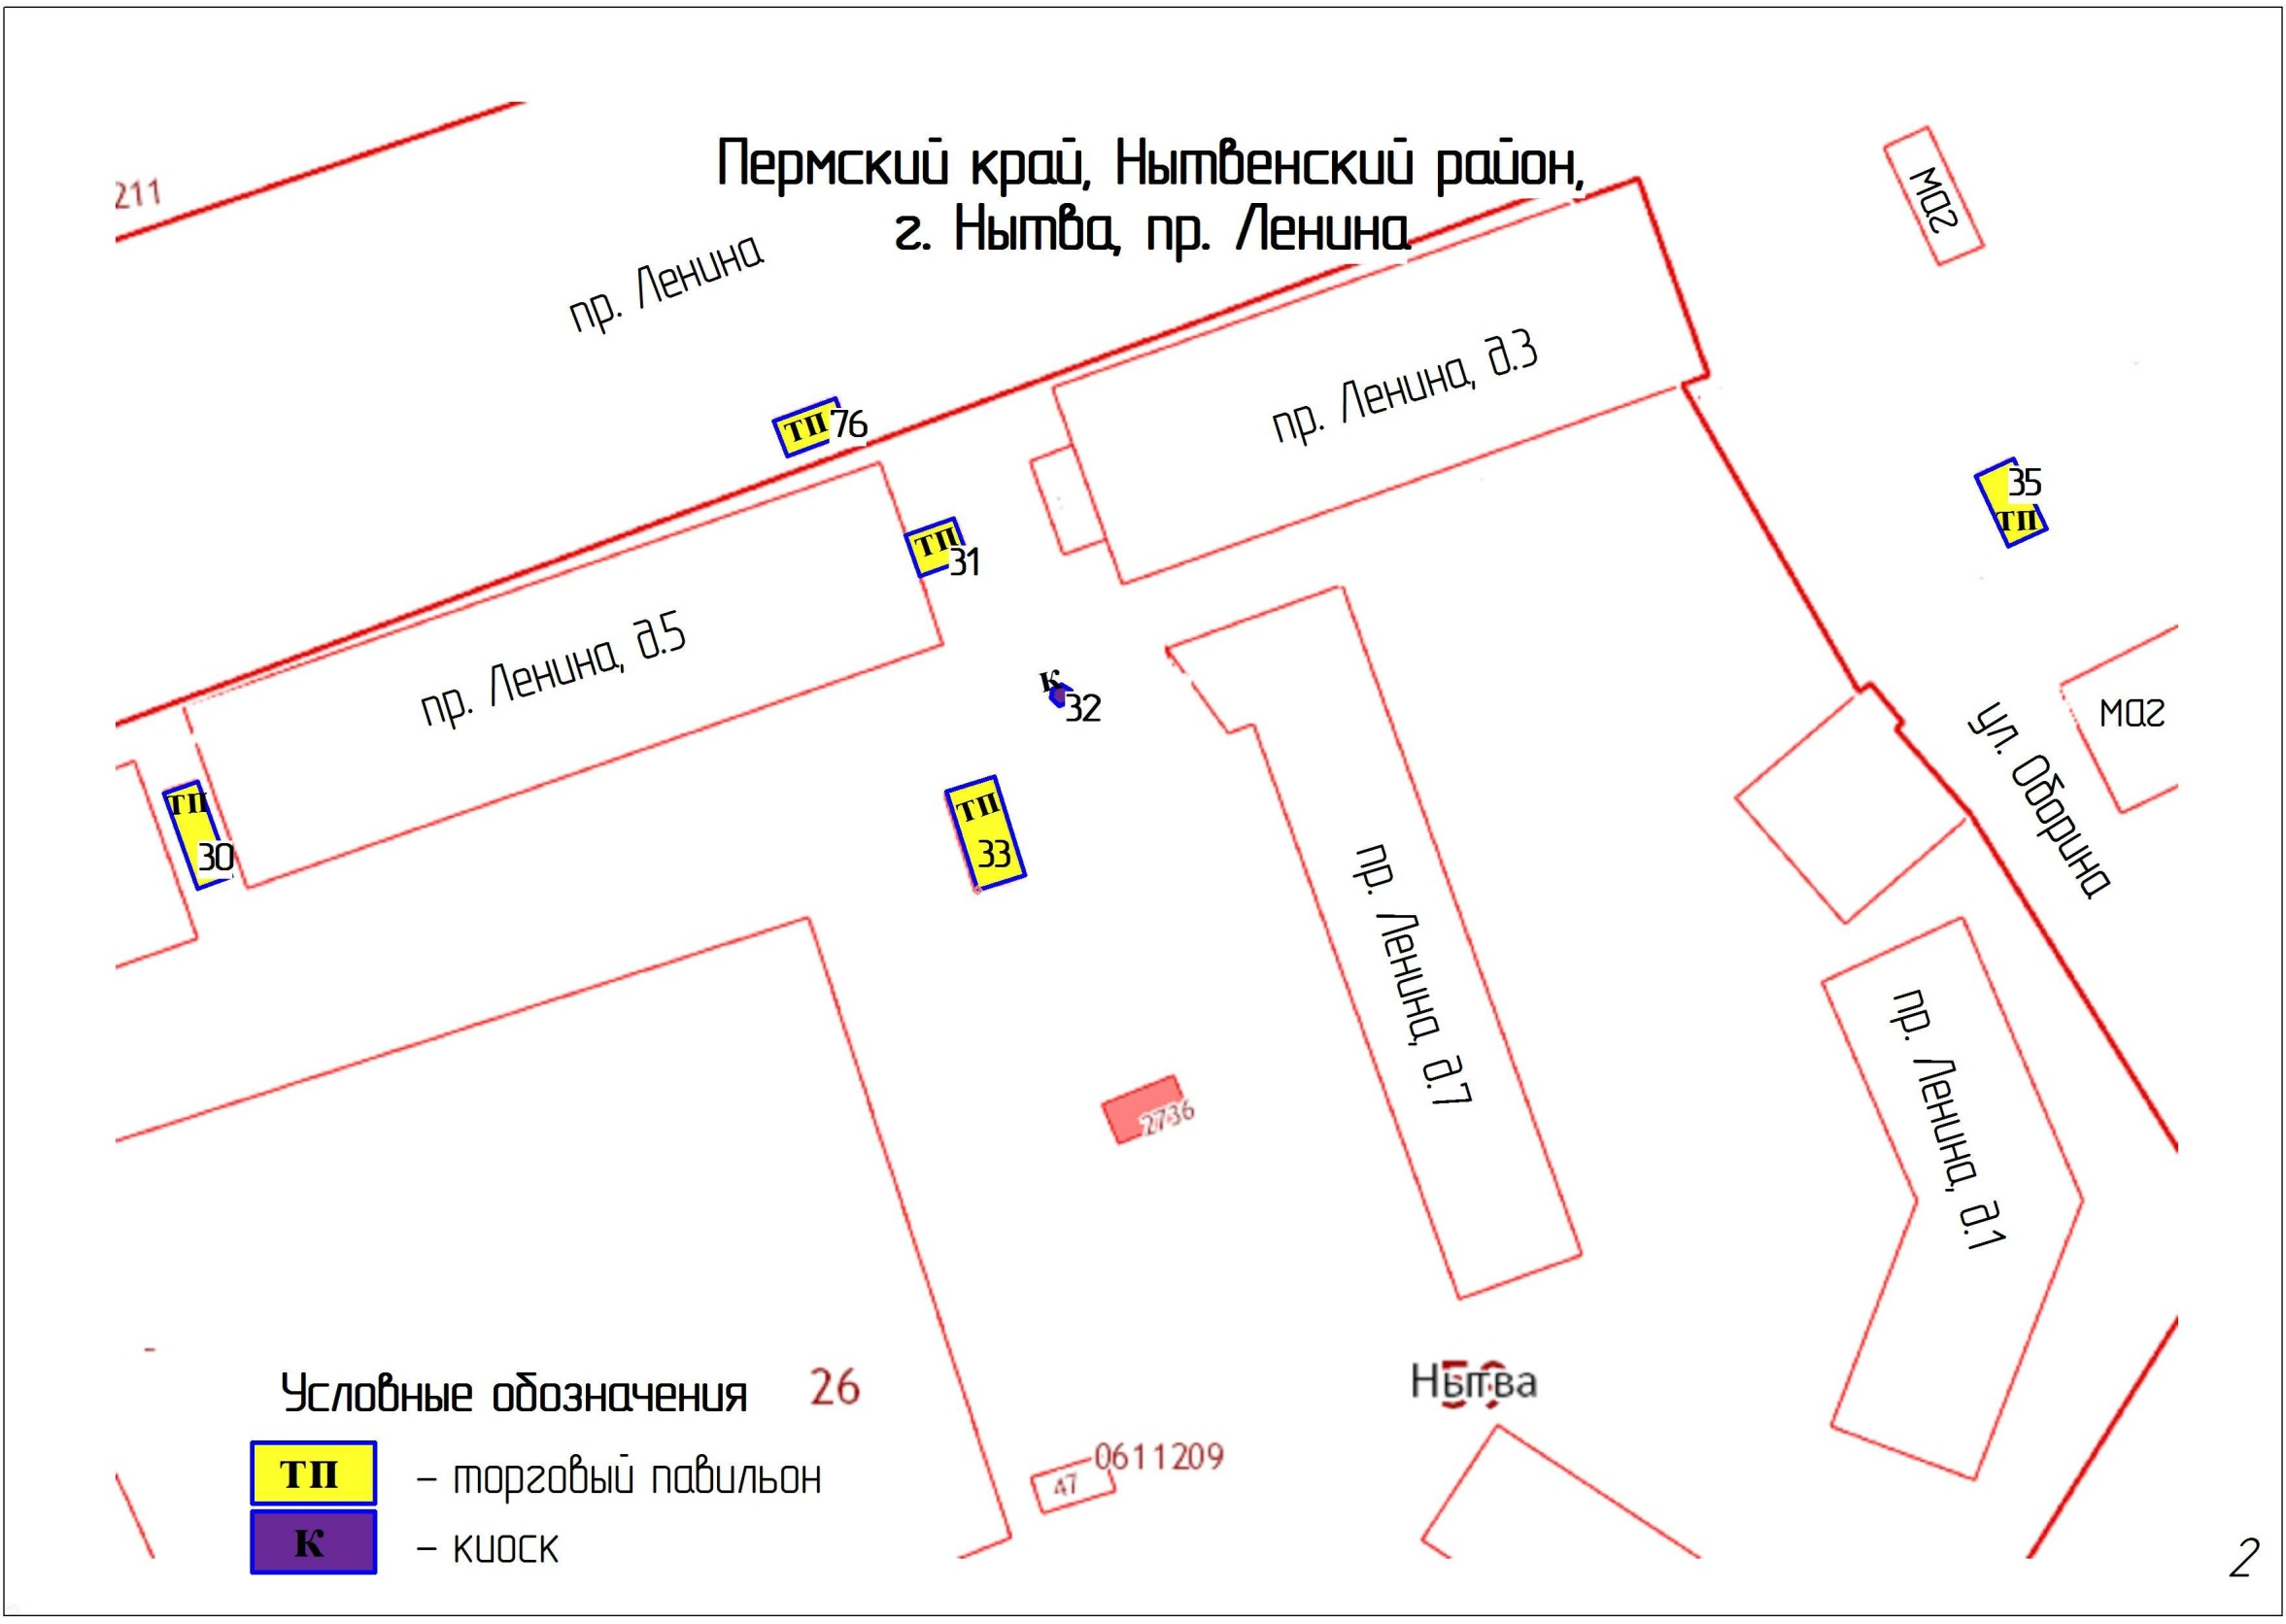 Пермский край, Нытвенский район,
г. Нытва, пр. Ленина
211
маг
пр. Ленина
пр. Ленина, д.3
ТП 76
35
ТП
ТП
31
пр. Ленина, д.5
К
32
маг
ул. Оборина
ТП
30
ТП
33
пр. Ленина, д.7
пр. Ленина, д.1
2736
Условные обозначения
26
Нытва
ТП – торговый павильон
0611209
47
К – киоск
2